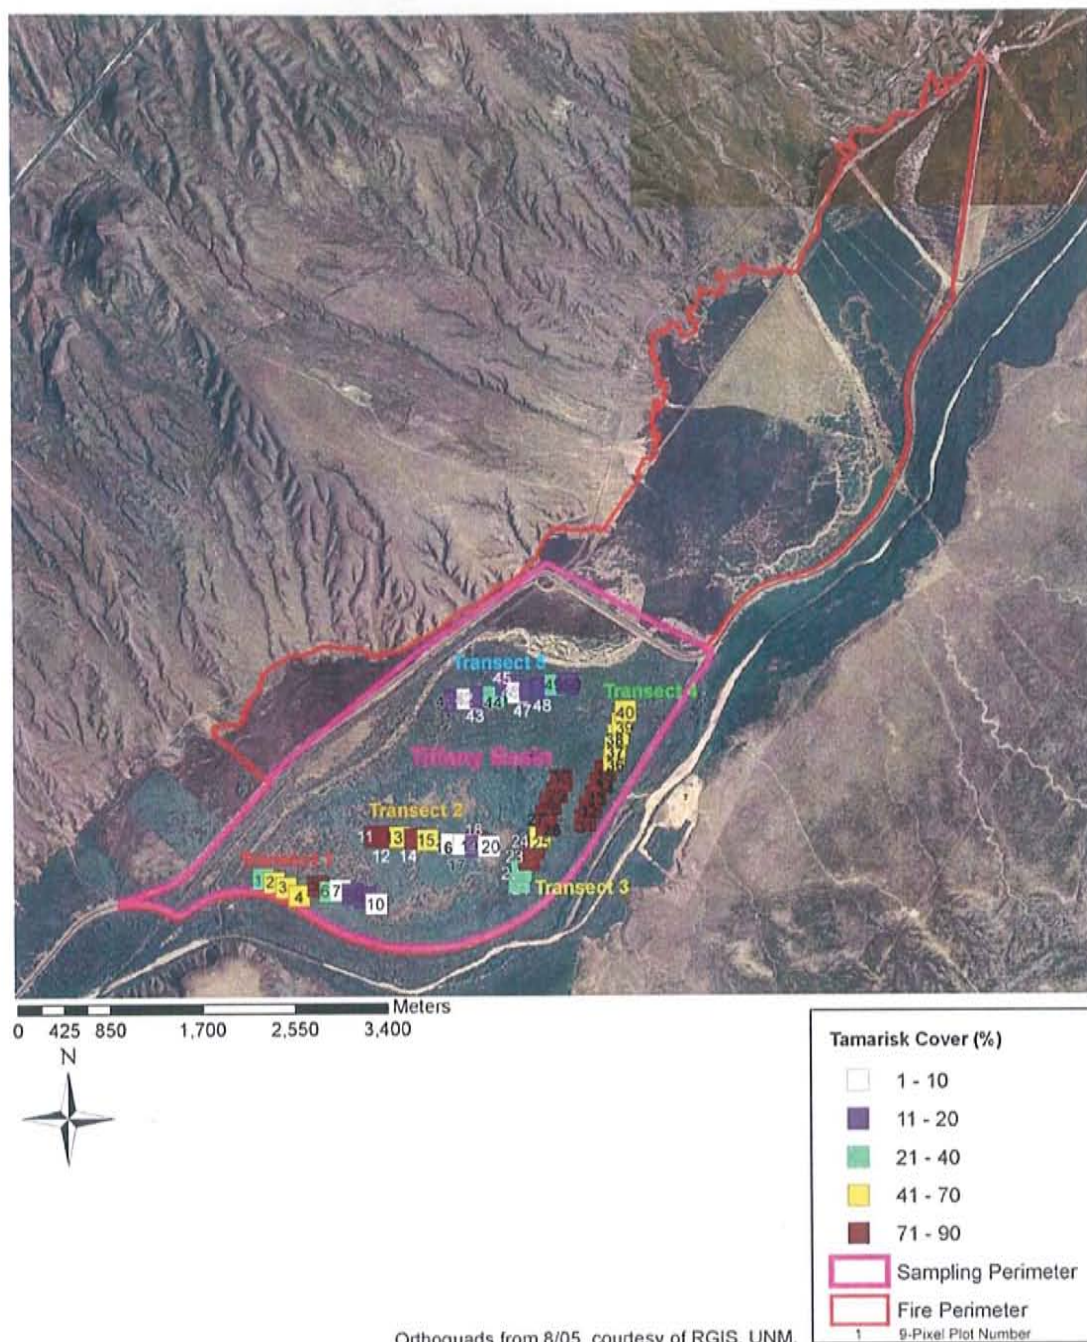 Transect 5
45
44
43
47
48
Transect 4
40
39
38
36
Tiffany Basin
Transect 2
11
3
15
6
18
20
12
14
17
24
25
23
Transect 3
Transect 1
1
2
3
4
6
7
10
Meters
0 425 850 1,700 2,550 3,400
N
Tamarisk Cover (%)
1 - 10
11 - 20
21 - 40
41 - 70
71 - 90
Sampling Perimeter
Fire Perimeter
1 9-Pixel Plot Number
Orthoquads from 8/05, courtesy of RGIS, UNM